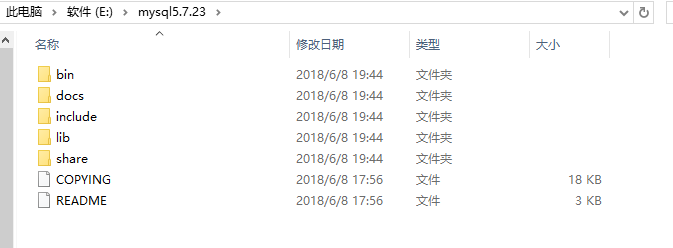 此电脑 › 软件 (E:) › mysql5.7.23 ›
名称 修改日期 类型 大小
bin 2018/6/8 19:44 文件夹
docs 2018/6/8 19:44 文件夹
include 2018/6/8 19:44 文件夹
lib 2018/6/8 19:44 文件夹
share 2018/6/8 19:44 文件夹
COPYING 2018/6/8 17:56 文件 18 KB
README 2018/6/8 17:56 文件 3 KB